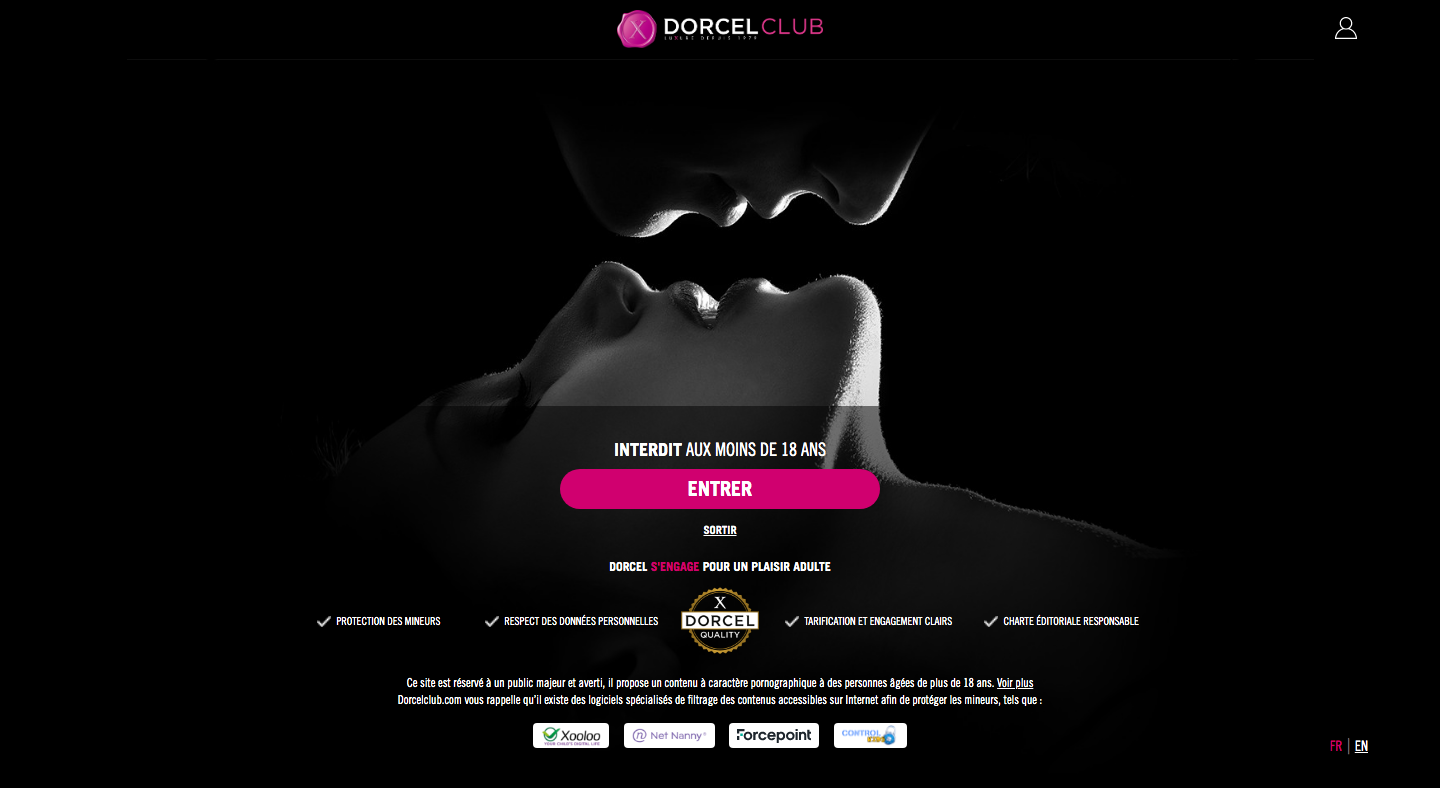 X DORCEL CLUB
LUXURE DEPUIS 1979
INTERDIT AUX MOINS DE 18 ANS
ENTRER
SORTIR
DORCEL S'ENGAGE POUR UN PLAISIR ADULTE
PROTECTION DES MINEURS
RESPECT DES DONNÉES PERSONNELLES
X
DORCEL
QUALITY
TARIFICATION ET ENGAGEMENT CLAIRS
CHARTE ÉDITORIALE RESPONSABLE
Ce site est réservé à un public majeur et averti, il propose un contenu à caractère pornographique à des personnes âgées de plus de 18 ans. Voir plus
Dorcelclub.com vous rappelle qu'il existe des logiciels spécialisés de filtrage des contenus accessibles sur Internet afin de protéger les mineurs, tels que :
Xooloo
YOUR CHILD'S DIGITAL LIFE
Net Nanny®
Forcepoint
CONTROL
FR | EN